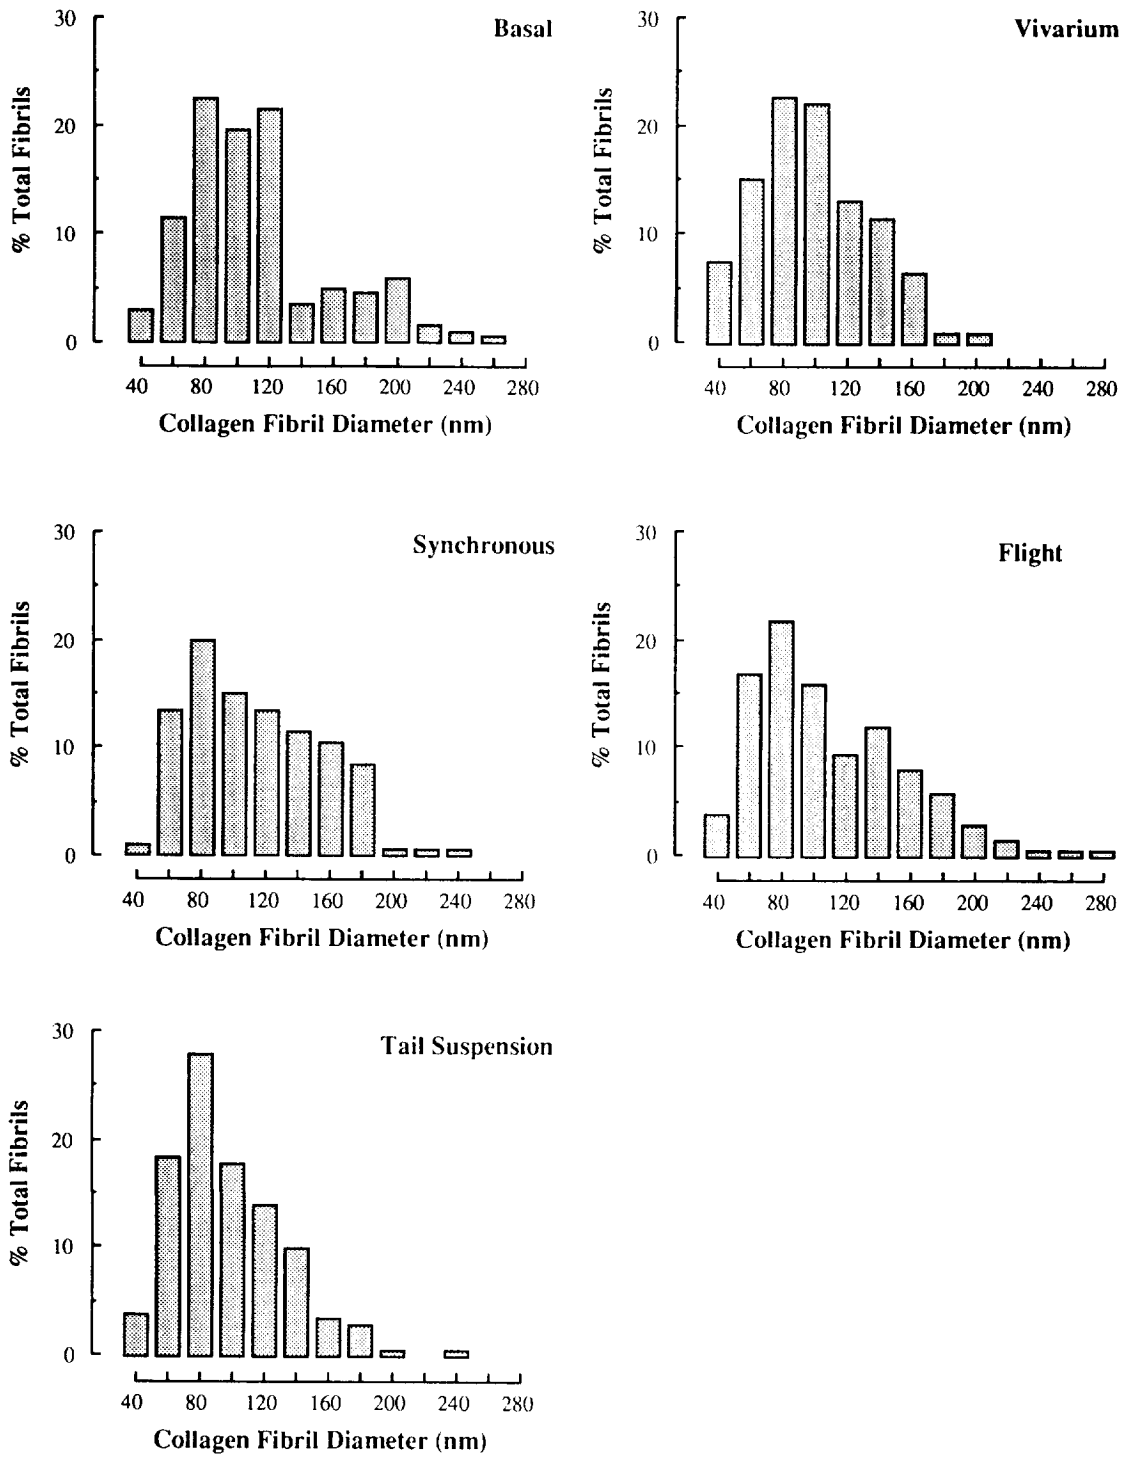 Basal
% Total Fibrils
30
20
10
0
40 80 120 160 200 240 280
Collagen Fibril Diameter (nm)
Vivarium
% Total Fibrils
30
20
10
0
40 80 120 160 200 240 280
Collagen Fibril Diameter (nm)
Synchronous
% Total Fibrils
30
20
10
0
40 80 120 160 200 240 280
Collagen Fibril Diameter (nm)
Flight
% Total Fibrils
30
20
10
0
40 80 120 160 200 240 280
Collagen Fibril Diameter (nm)
Tail Suspension
% Total Fibrils
30
20
10
0
40 80 120 160 200 240 280
Collagen Fibril Diameter (nm)